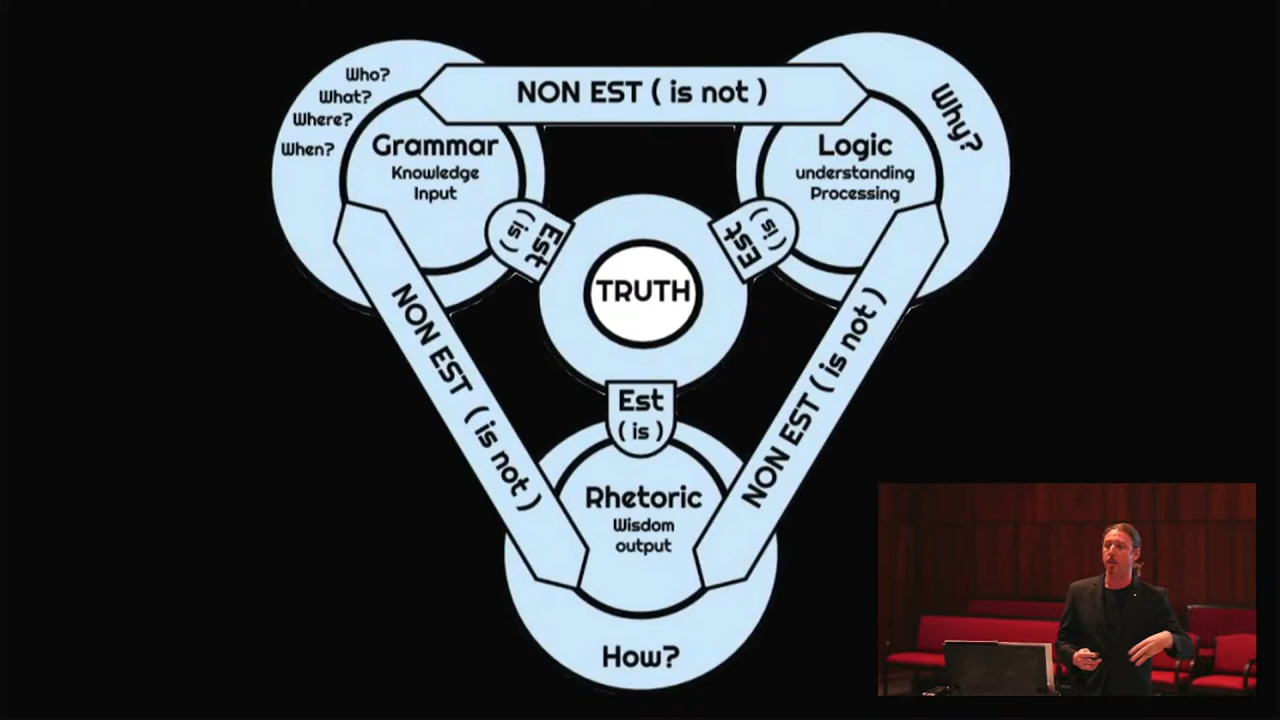 NON EST ( is not )
Who?
What?
Where?
When?
Grammar
Knowledge
Input
Why?
Logic
understanding
Processing
Est
( is )
Est
( is )
TRUTH
NON EST ( is not )
NON EST ( is not )
Est
( is )
Rhetoric
Wisdom
output
How?